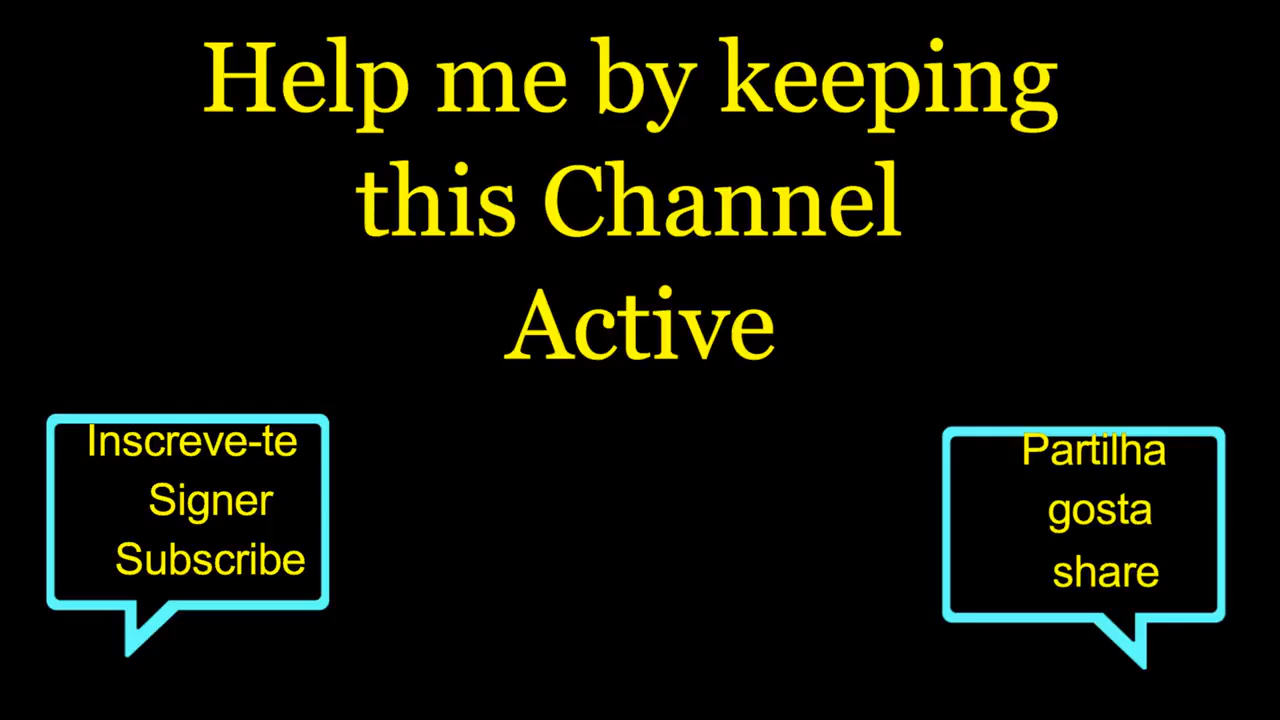 Help me by keeping
this Channel
Active
Inscreve-te
Signer
Subscribe
Partilha
gosta
share